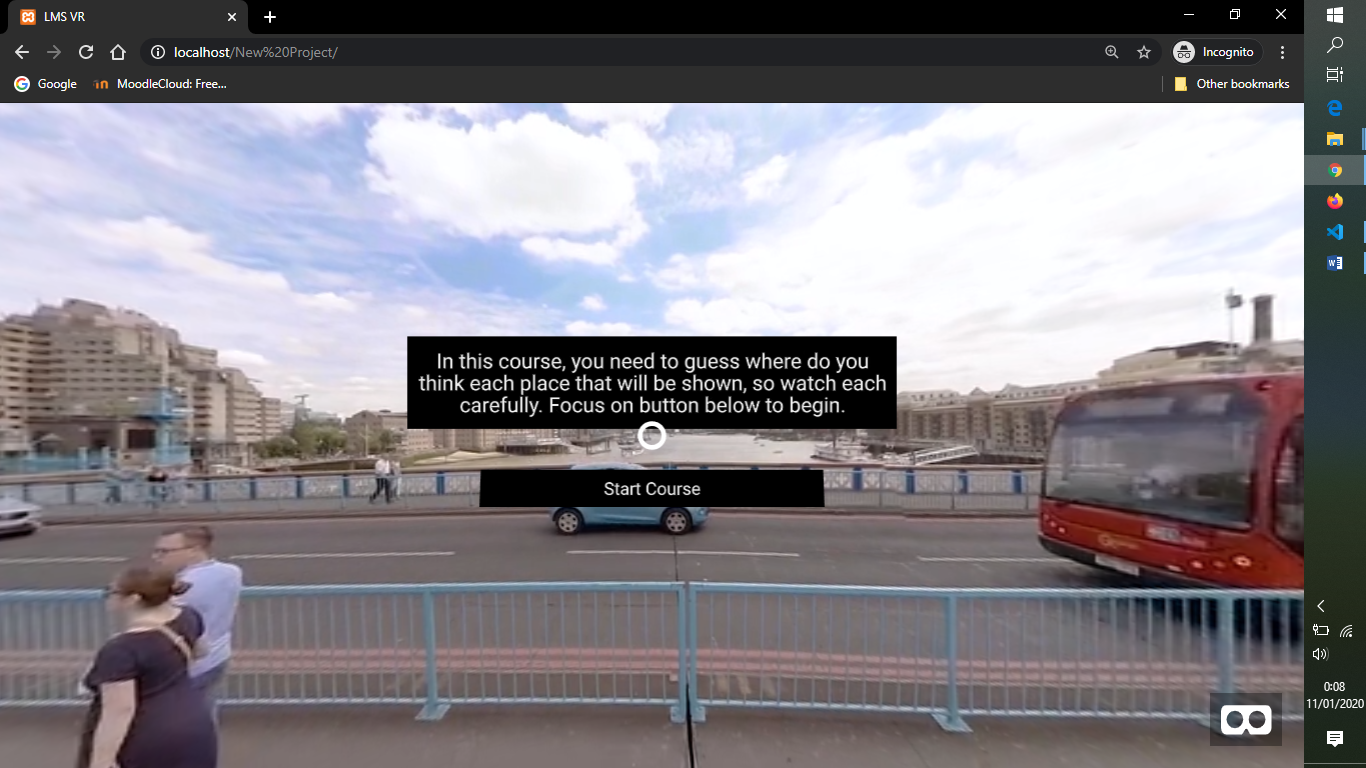 LMS VR
localhost/New%20Project/
Incognito
Google
MoodleCloud: Free...
Other bookmarks
In this course, you need to guess where do you
think each place that will be shown, so watch each
carefully. Focus on button below to begin.
Start Course
0:08
11/01/2020